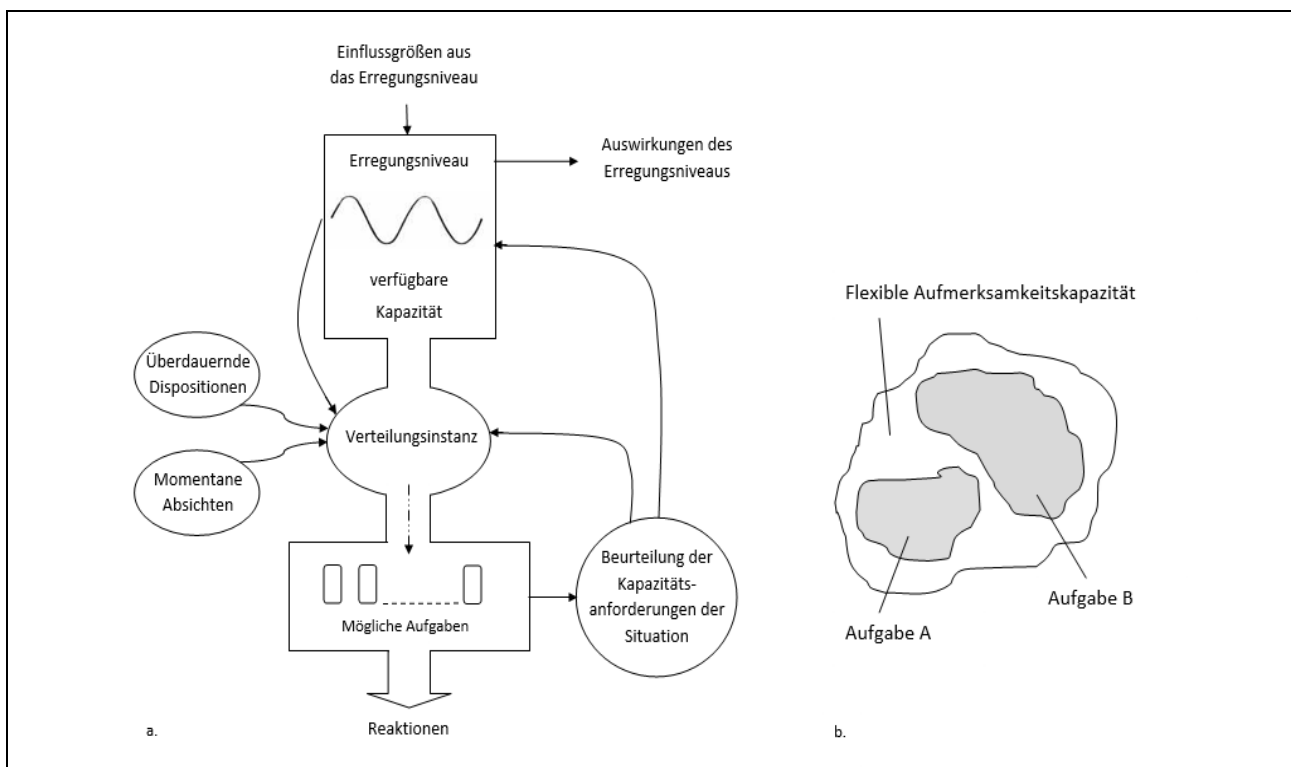 Einflussgrößen aus
das Erregungsniveau
Erregungsniveau
Auswirkungen des
Erregungsniveaus
verfügbare
Kapazität
Überdauernde
Dispositionen
Verteilungsinstanz
Momentane
Absichten
Beurteilung der
Kapazitäts-
anforderungen der
Situation
Mögliche Aufgaben
Reaktionen
a.
Flexible Aufmerksamkeitskapazität
Aufgabe B
Aufgabe A
b.